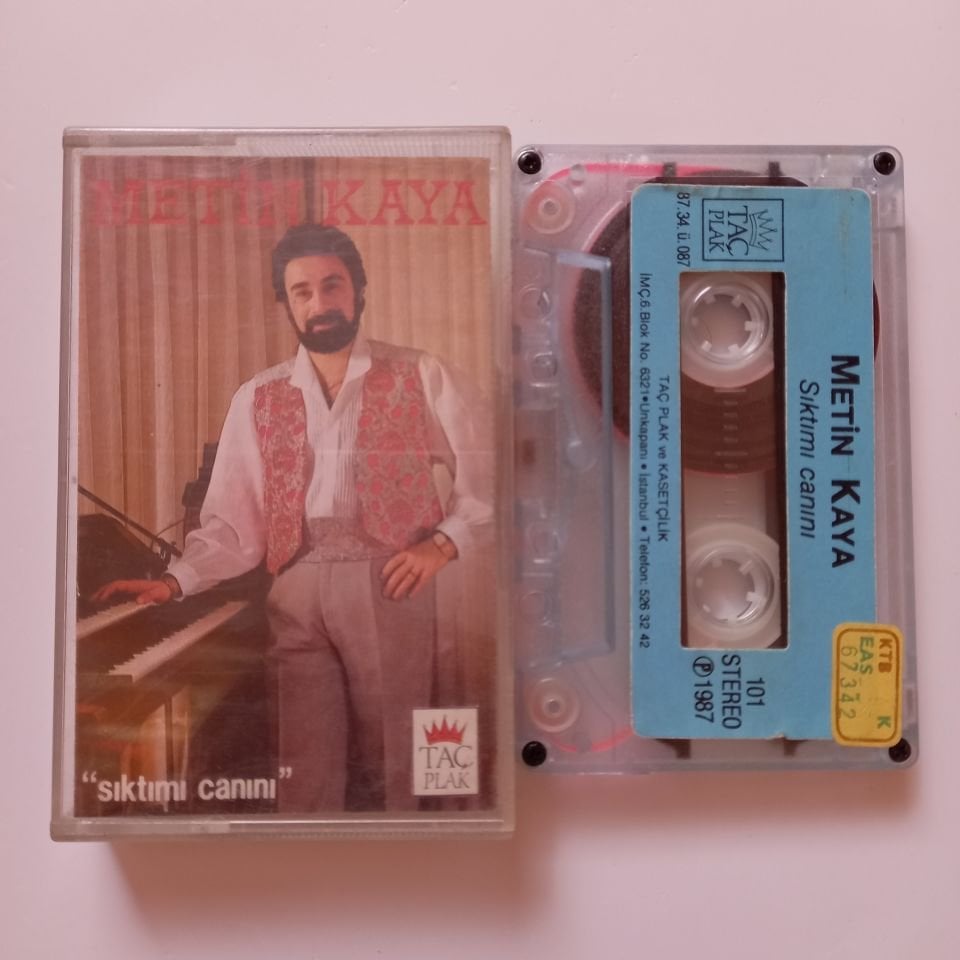 METİN KAYA
"sıktımı canını"
TAÇ
PLAK
TAÇ
PLAK
87.34.ü.087
METİN KAYA
Sıktımı canını
TAÇ PLAK ve KASETÇİLİK
İMÇ.6.Blok No. 6321•Unkapanı • İstanbul • Telefon: 526 32 42
101
STEREO
℗1987
KTB
EAS K
67342